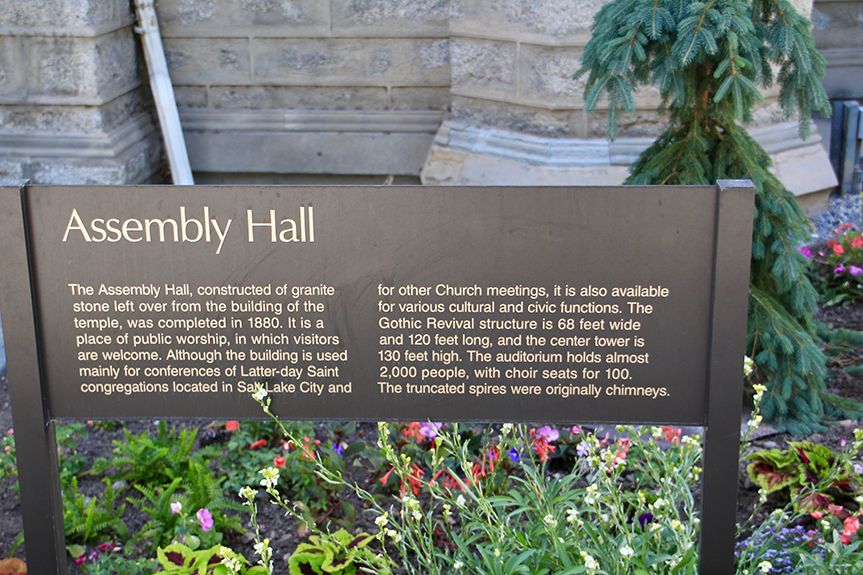 Assembly Hall
The Assembly Hall, constructed of granite
stone left over from the building of the
temple, was completed in 1880. It is a
place of public worship, in which visitors
are welcome. Although the building is used
mainly for conferences of Latter-day Saint
congregations located in Salt Lake City and
for other Church meetings, it is also available
for various cultural and civic functions. The
Gothic Revival structure is 68 feet wide
and 120 feet long, and the center tower is
130 feet high. The auditorium holds almost
2,000 people, with choir seats for 100.
The truncated spires were originally chimneys.